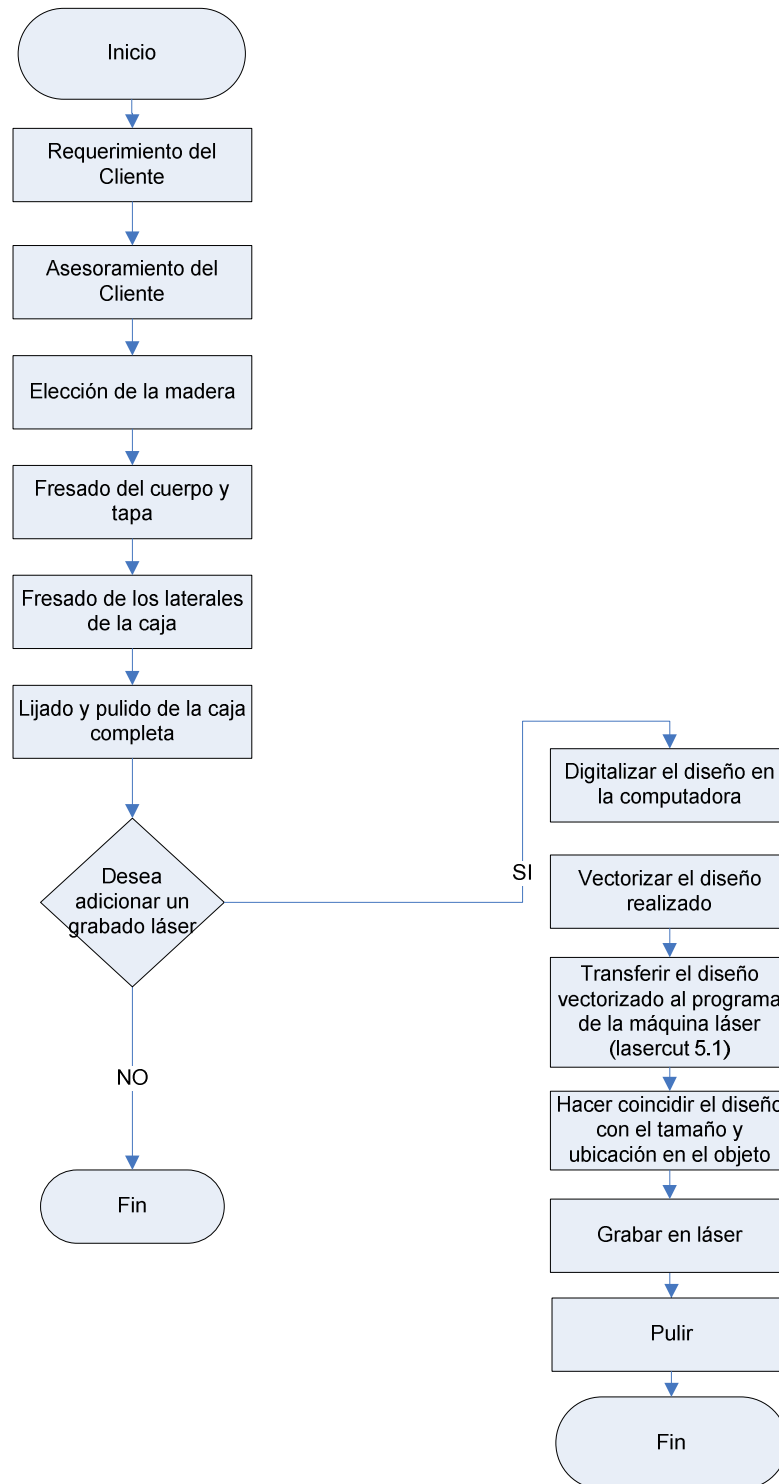 Inicio
Requerimiento del
Cliente
Asesoramiento del
Cliente
Elección de la madera
Fresado del cuerpo y
tapa
Fresado de los laterales
de la caja
Lijado y pulido de la caja
completa
Desea
adicionar un
grabado láser
NO
Fin
SI
Digitalizar el diseño en
la computadora
Vectorizar el diseño
realizado
Transferir el diseño
vectorizado al programa
de la máquina láser
(lasercut 5.1)
Hacer coincidir el diseño
con el tamaño y
ubicación en el objeto
Grabar en láser
Pulir
Fin